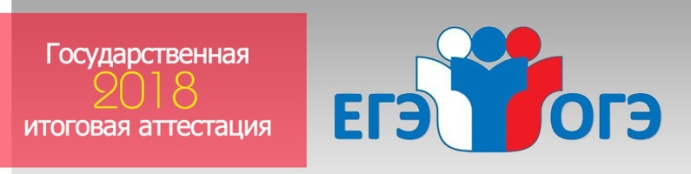 Государственная
2018
итоговая аттестация
ЕГЭ ОГЭ